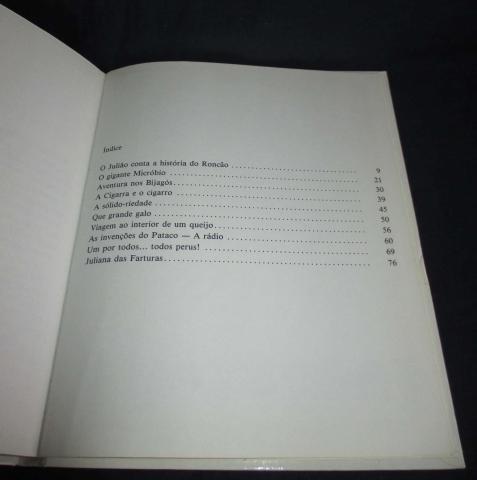 Índice
O Julião conta a história do Roncão .......... 9
O gigante Micróbio .......... 21
Aventura nos Bijagós .......... 30
A Cigarra e o cigarro .......... 39
A sólido-riedade .......... 45
Que grande galo .......... 50
Viagem ao interior de um queijo .......... 56
As invenções do Pataco — A rádio .......... 60
Um por todos... todos perus! .......... 69
Juliana das Farturas .......... 76